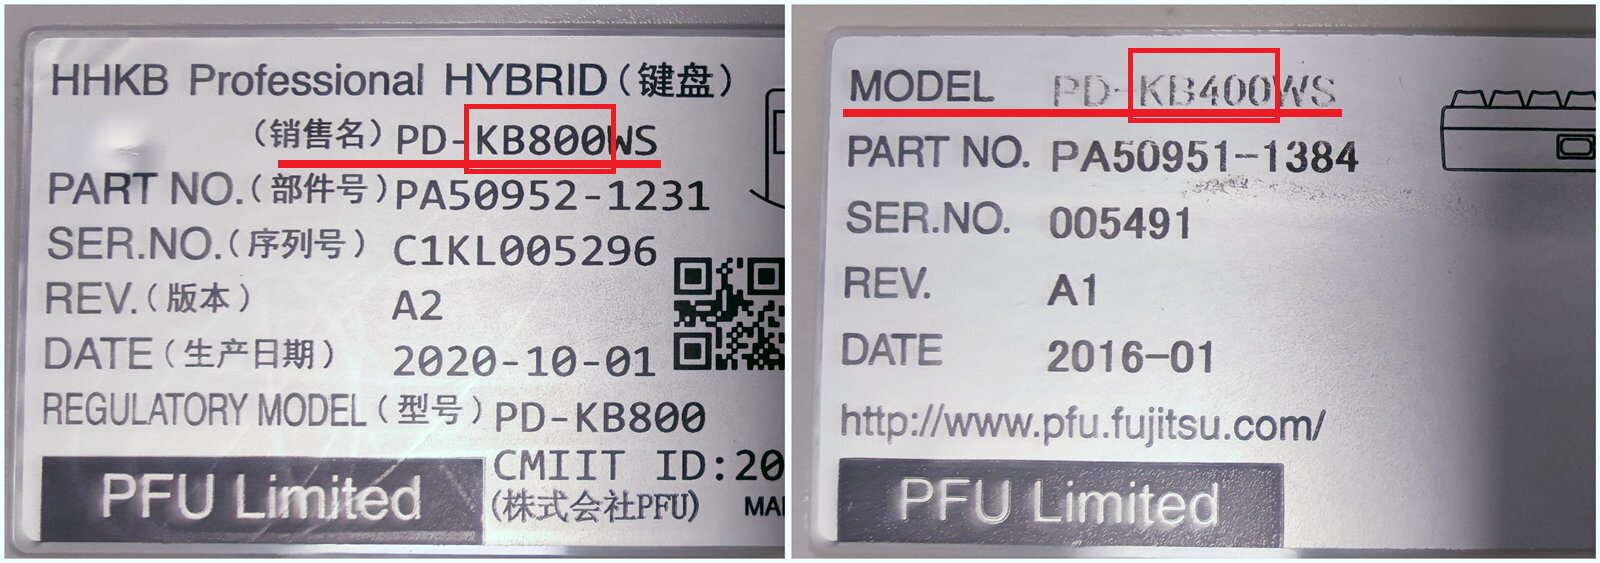 HHKB Professional HYBRID(键盘)
(销售名) PD-KB800WS
PART NO.(部件号) PA50952-1231
SER.NO.(序列号) C1KL005296
REV.(版本) A2
DATE(生产日期) 2020-10-01
REGULATORY MODEL(型号) PD-KB800
CMIIT ID:20
PFU Limited
(株式会社PFU)
MODEL PD-KB400WS
PART NO. PA50951-1384
SER.NO. 005491
REV. A1
DATE 2016-01
http://www.pfu.fujitsu.com/
PFU Limited